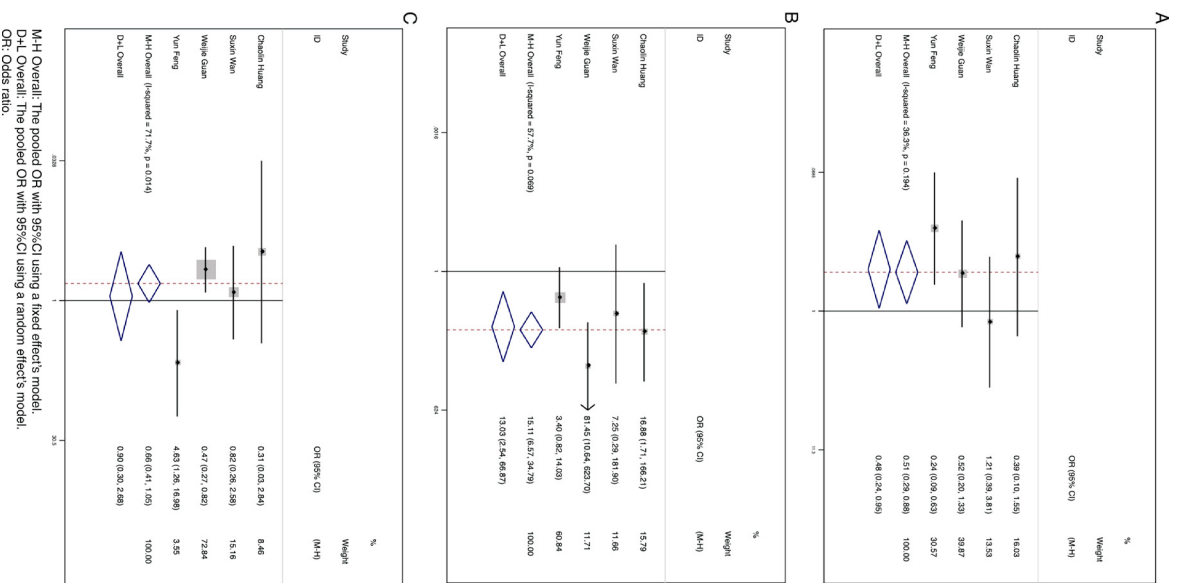 A
Study % 
ID OR (95% CI) Weight (M-H)
Chaolin Huang 0.39 (0.10, 1.55) 16.03
Suxin Wan 1.21 (0.39, 3.81) 13.53
Weijie Guan 0.52 (0.20, 1.33) 39.87
Yun Feng 0.24 (0.09, 0.63) 30.57
M-H Overall (I-squared = 36.3%, p = 0.194) 0.51 (0.29, 0.88) 100.00
D+L Overall 0.48 (0.24, 0.95)
.0885 1 11.3
B
Study %
ID OR (95% CI) Weight (M-H)
Chaolin Huang 16.88 (1.71, 166.21) 15.79
Suxin Wan 7.25 (0.29, 181.90) 11.66
Weijie Guan 81.45 (10.64, 623.70) 11.71
Yun Feng 3.40 (0.82, 14.03) 60.84
M-H Overall (I-squared = 57.7%, p = 0.069) 15.11 (6.57, 34.79) 100.00
D+L Overall 13.03 (2.54, 66.87)
.0016 1 624
C
Study %
ID OR (95% CI) Weight (M-H)
Chaolin Huang 0.31 (0.03, 2.84) 8.46
Suxin Wan 0.82 (0.26, 2.58) 15.16
Weijie Guan 0.47 (0.27, 0.82) 72.84
Yun Feng 4.63 (1.26, 16.98) 3.55
M-H Overall (I-squared = 71.7%, p = 0.014) 0.66 (0.41, 1.05) 100.00
D+L Overall 0.90 (0.30, 2.68)
.0328 1 30.5
M-H Overall: The pooled OR with 95%CI using a fixed effect's model.
D+L Overall: The pooled OR with 95%CI using a random effect's model.
OR: Odds ratio.